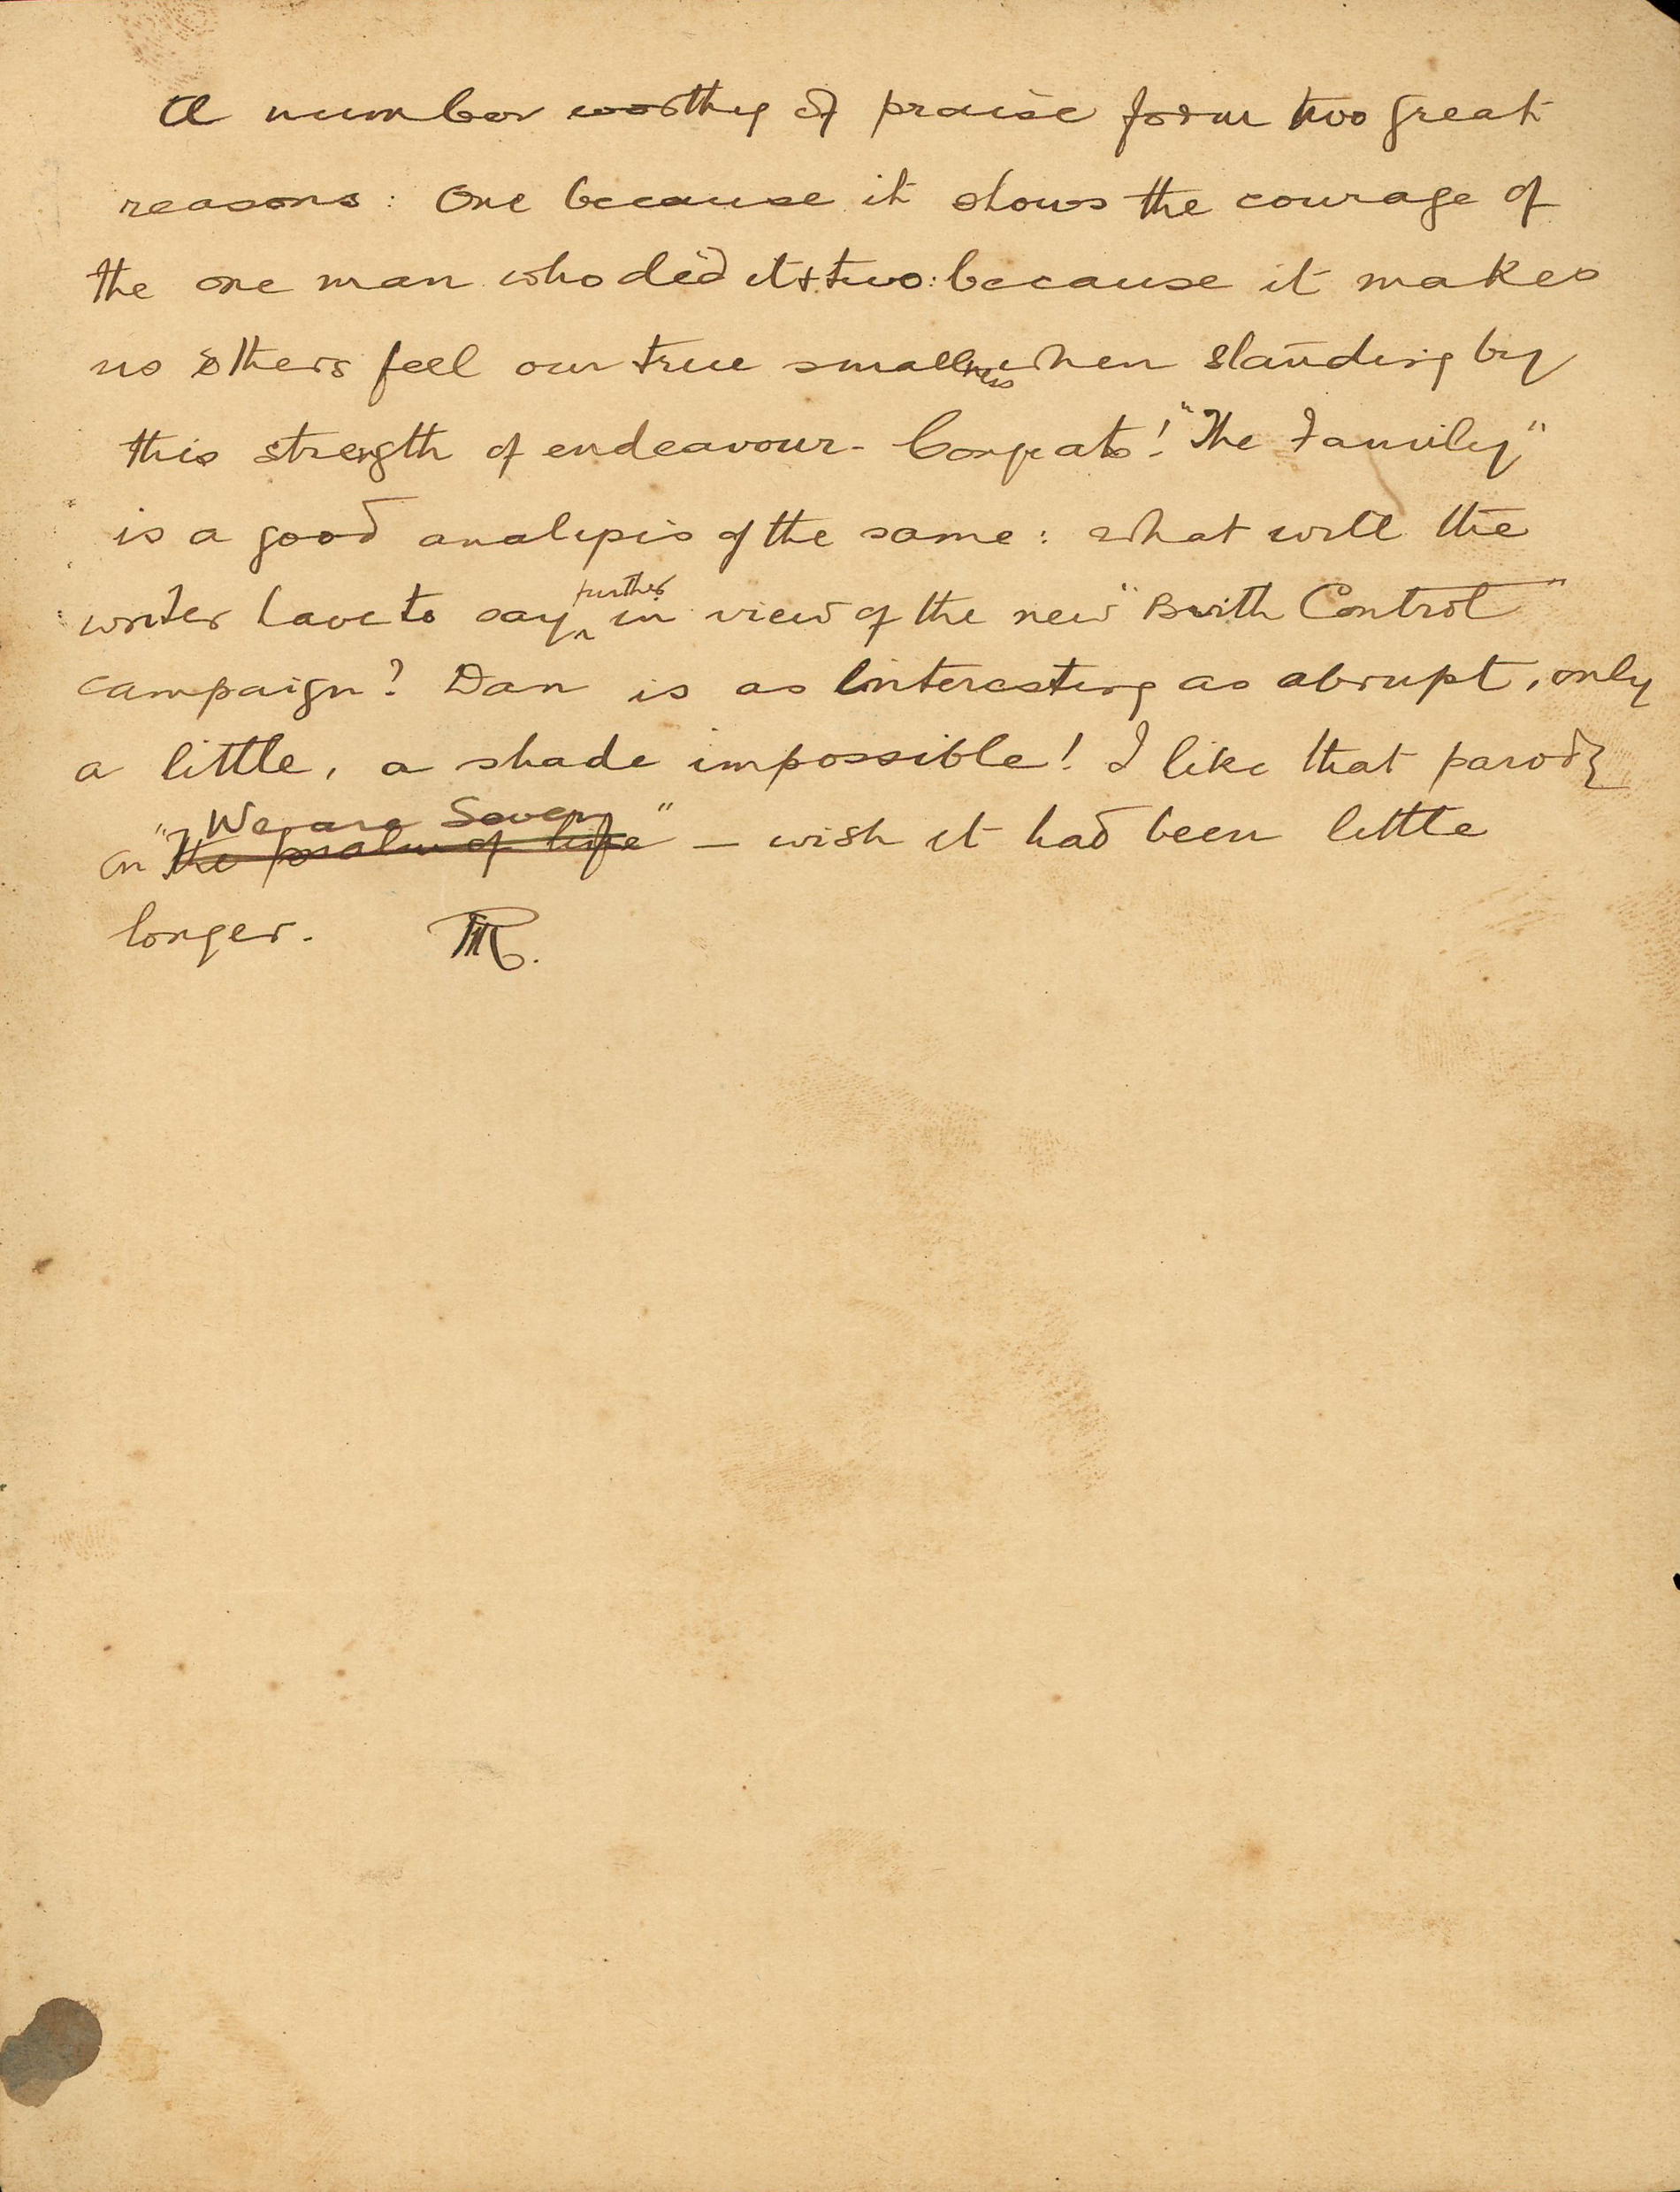 A number worthy of praise form two great
reasons: One because it shows the courage of
the one man who did it & two: because it makes
us others feel our true smallness when standing by
this strength of endeavour. Congrats! "The Family"
is a good analysis of the same: what will the
writer have to say further in view of the new "Birth Control"
campaign? Dan is as interesting as abrupt, only
a little, a shade impossible! I like that parody
on "The psalm of life We are Seven" — wish it had been little
longer. TR.